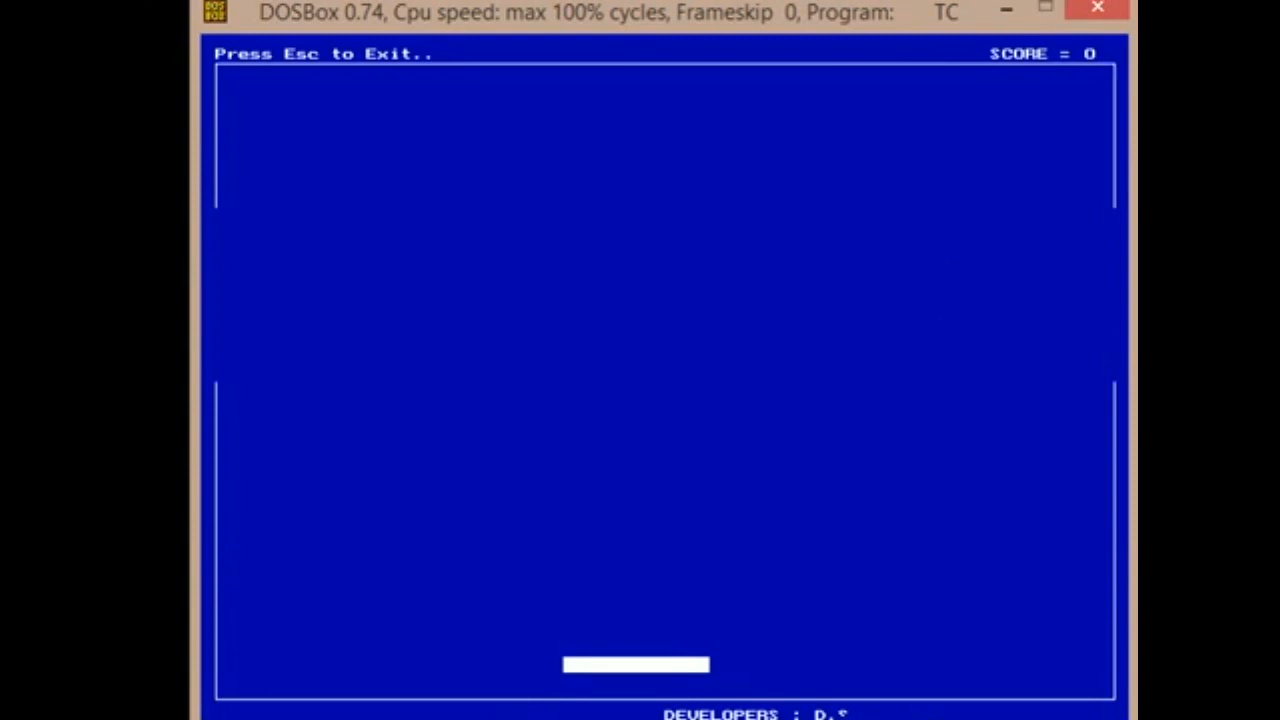 DOSBox 0.74, Cpu speed: max 100% cycles, Frameskip 0, Program: TC
Press Esc to Exit..
SCORE = 0
DEVELOPERS : D.